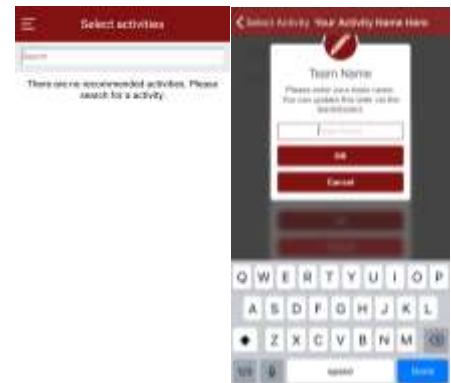 Select activities
Search
There are no recommended activities. Please
search for a activity
Select Activity Your Activity Name Here
Team Name
Please enter your team name.
You can update this later via the
OK
Cancel
Q W E R T Y U I O P
A S D F G H J K L
Z X C V B N M
space Done